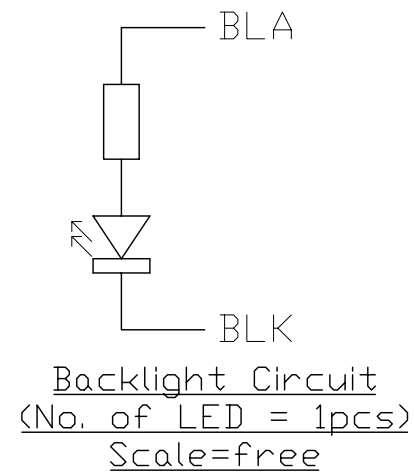 BLA
BLK
Backlight Circuit
(No. of LED = 1pcs)
Scale=free